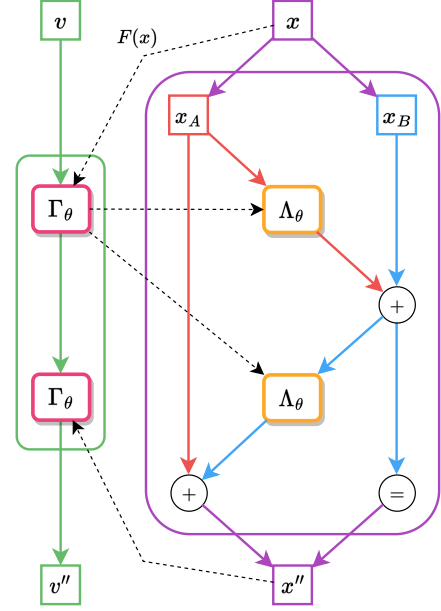 v x
F(x)
x_A x_B
Γ_θ Λ_θ
+
Γ_θ Λ_θ
+ =
v″ x″